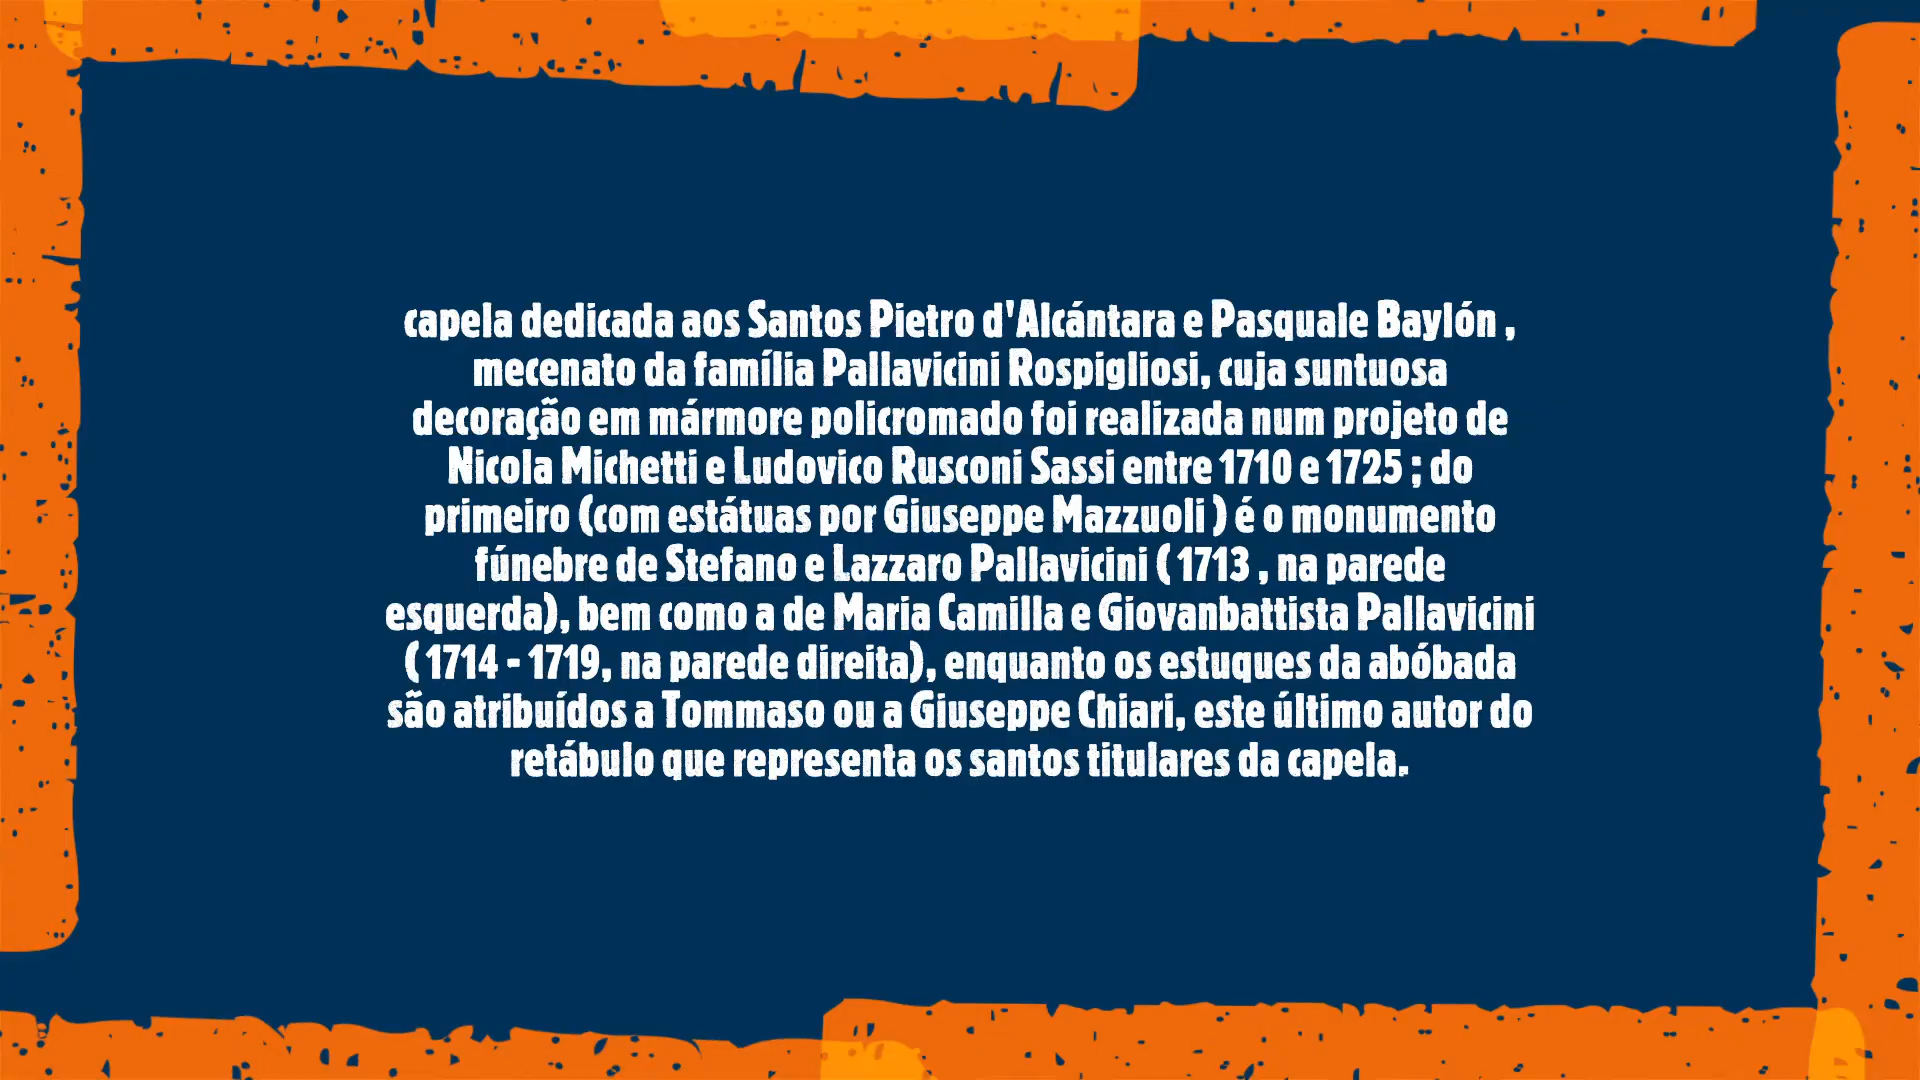 capela dedicada aos Santos Pietro d'Alcántara e Pasquale Baylón ,
mecenato da família Pallavicini Rospigliosi, cuja suntuosa
decoração em mármore policromado foi realizada num projeto de
Nicola Michetti e Ludovico Rusconi Sassi entre 1710 e 1725 ; do
primeiro (com estátuas por Giuseppe Mazzuoli ) é o monumento
fúnebre de Stefano e Lazzaro Pallavicini ( 1713 , na parede
esquerda), bem como a de Maria Camilla e Giovanbattista Pallavicini
( 1714 - 1719, na parede direita), enquanto os estuques da abóbada
são atribuídos a Tommaso ou a Giuseppe Chiari, este último autor do
retábulo que representa os santos titulares da capela.